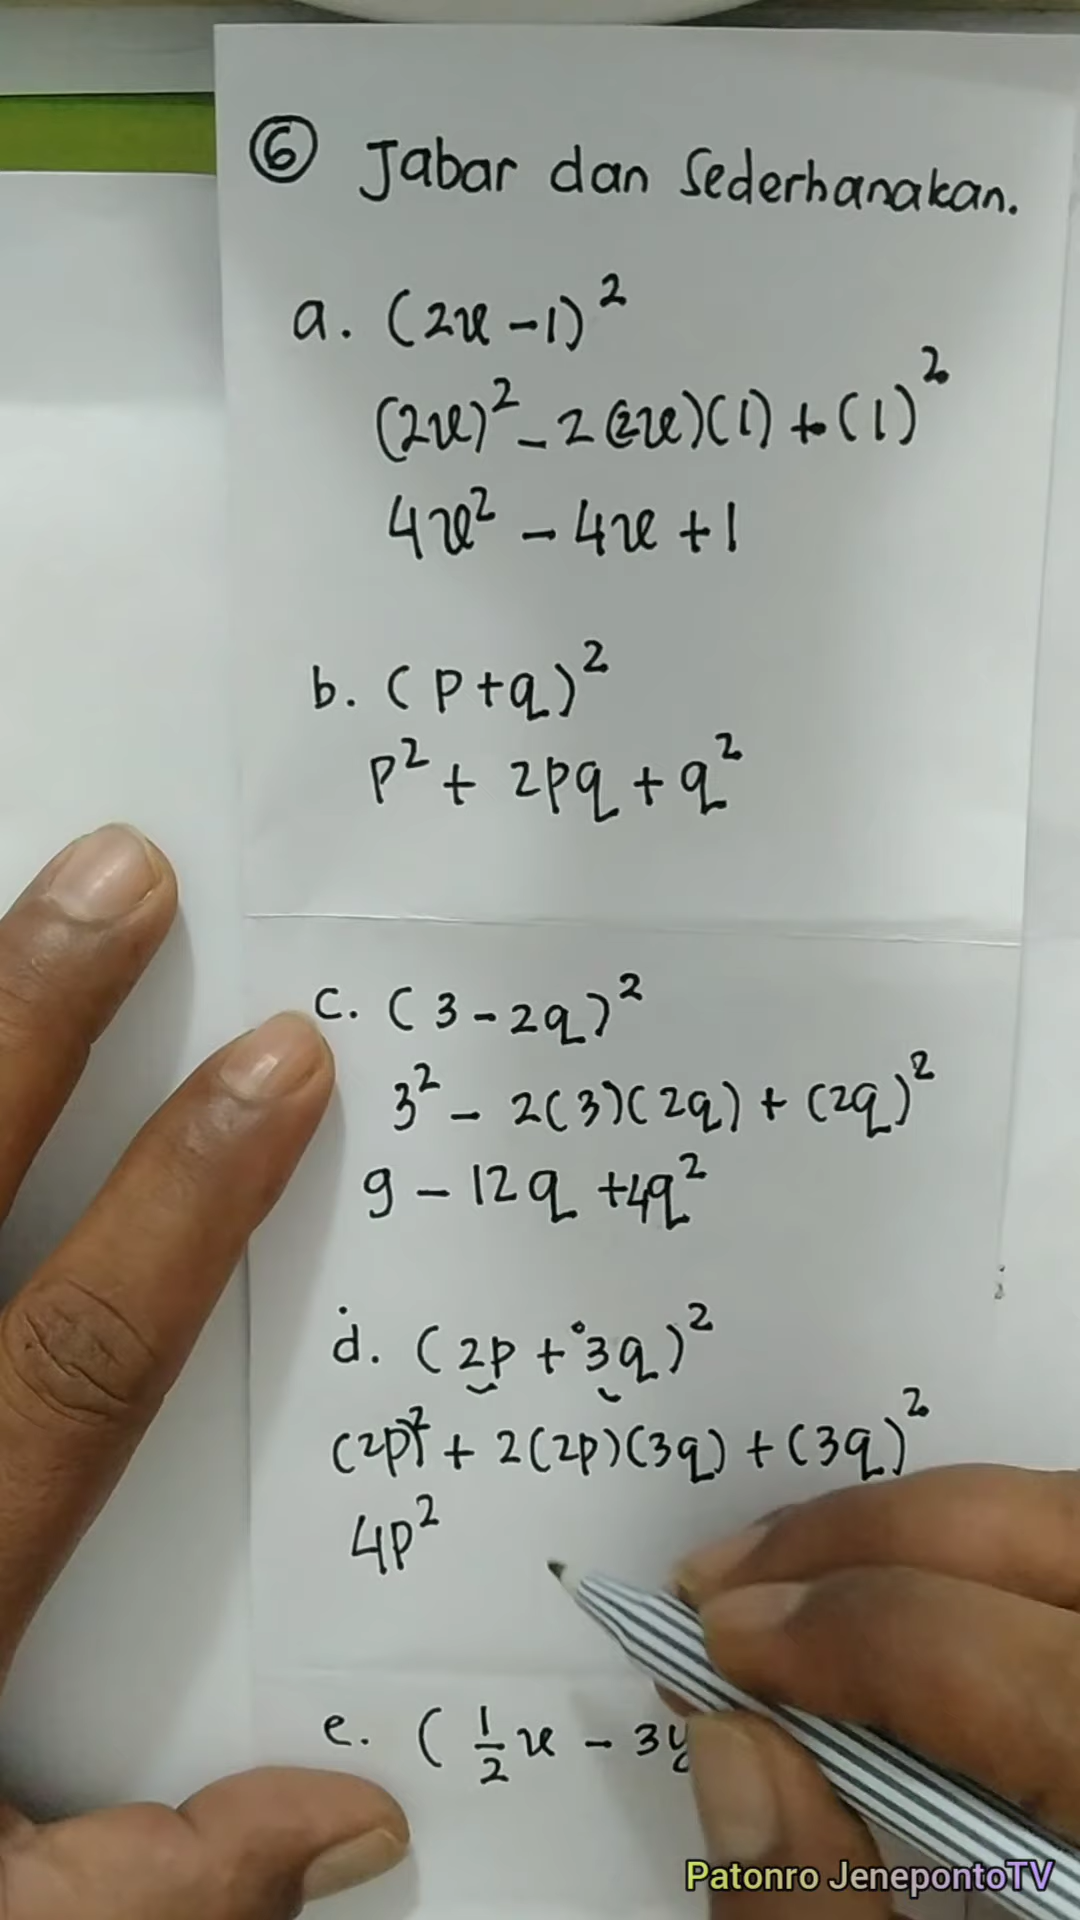 6 Jabar dan Sederhanakan.
a. (2x - 1)²
(2x)² - 2(2x)(1) + (1)²
4x² - 4x + 1
b. (p+q)²
p² + 2pq + q²
c. (3 - 2q)²
3² - 2(3)(2q) + (2q)²
9 - 12q + 4q²
d. (2p + 3q)²
(2p)² + 2(2p)(3q) + (3q)²
4p²
e. (½x - 3y
Patonro JenepontoTV